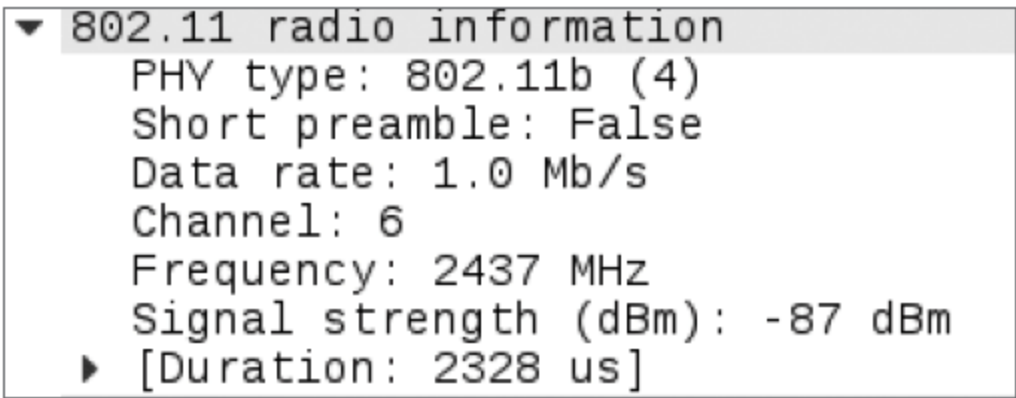 802.11 radio information
PHY type: 802.11b (4)
Short preamble: False
Data rate: 1.0 Mb/s
Channel: 6
Frequency: 2437 MHz
Signal strength (dBm): -87 dBm
[Duration: 2328 us]